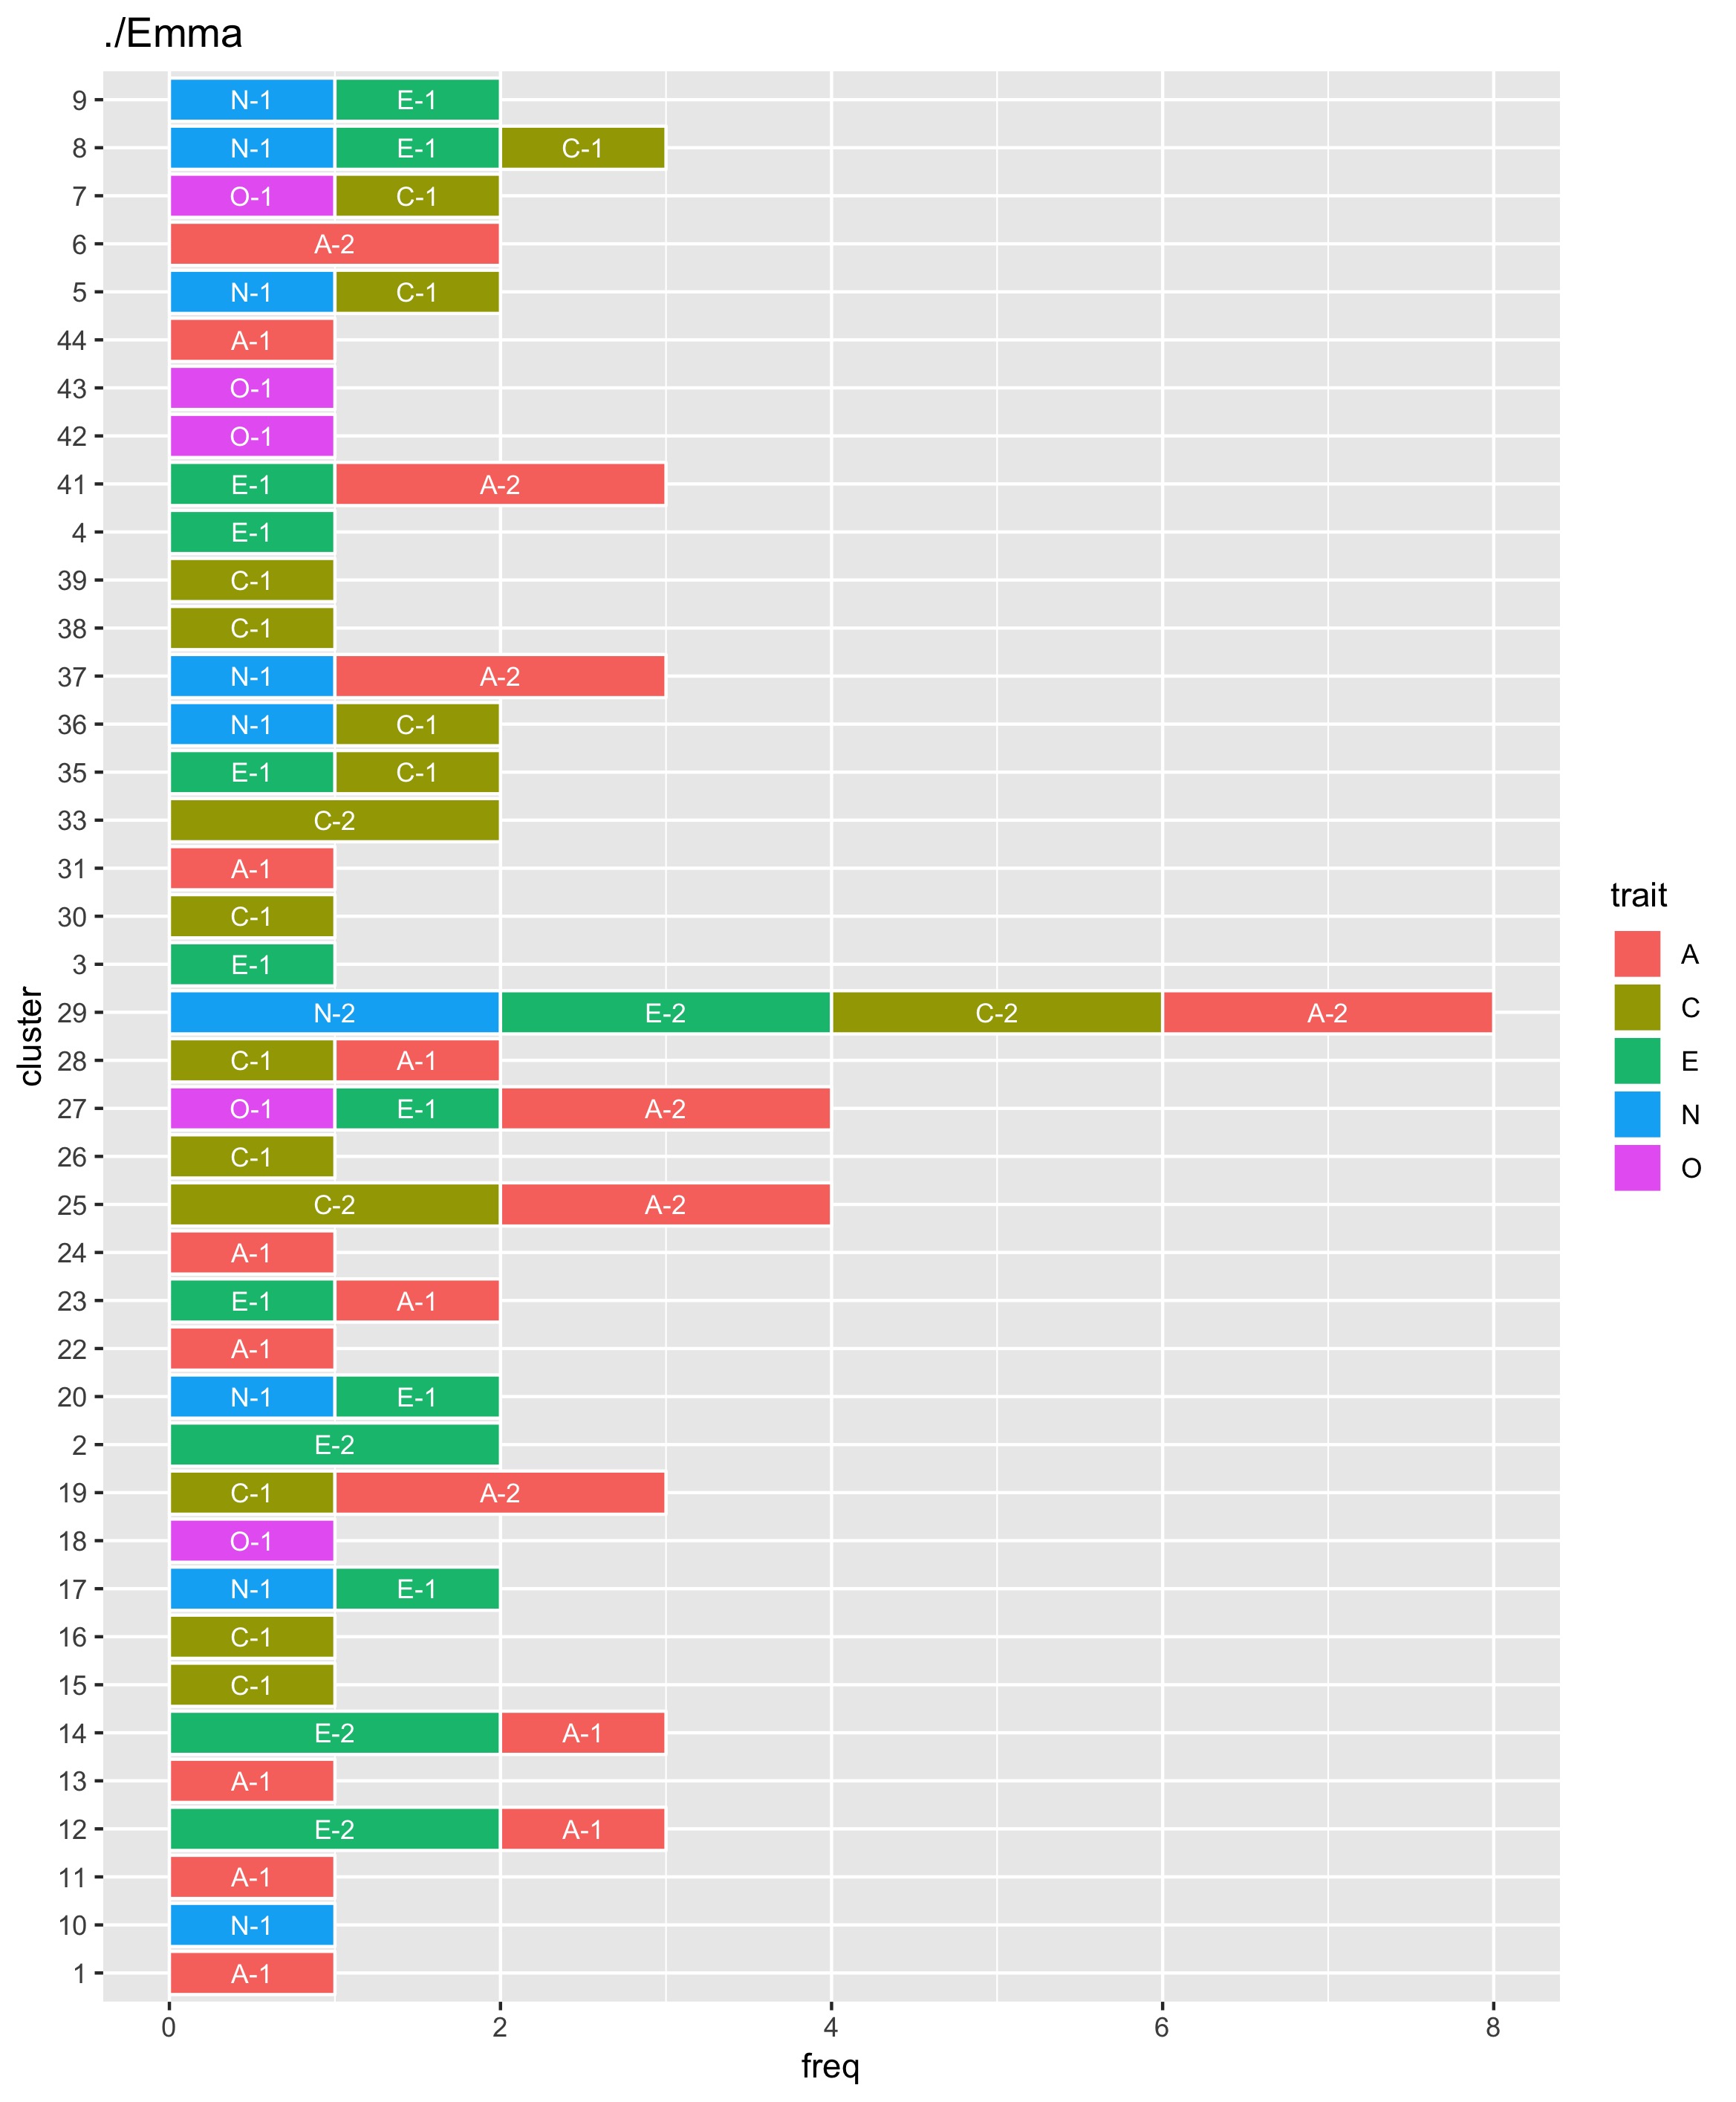 ./Emma
9 N-1 E-1
8 N-1 E-1 C-1
7 O-1 C-1
6 A-2
5 N-1 C-1
44 A-1
43 O-1
42 O-1
41 E-1 A-2
4 E-1
39 C-1
38 C-1
37 N-1 A-2
36 N-1 C-1
35 E-1 C-1
33 C-2
31 A-1
30 C-1
3 E-1
29 N-2 E-2 C-2 A-2
28 C-1 A-1
27 O-1 E-1 A-2
26 C-1
25 C-2 A-2
24 A-1
23 E-1 A-1
22 A-1
20 N-1 E-1
2 E-2
19 C-1 A-2
18 O-1
17 N-1 E-1
16 C-1
15 C-1
14 E-2 A-1
13 A-1
12 E-2 A-1
11 A-1
10 N-1
1 A-1
0 2 4 6 8
freq
cluster
trait
A
C
E
N
O